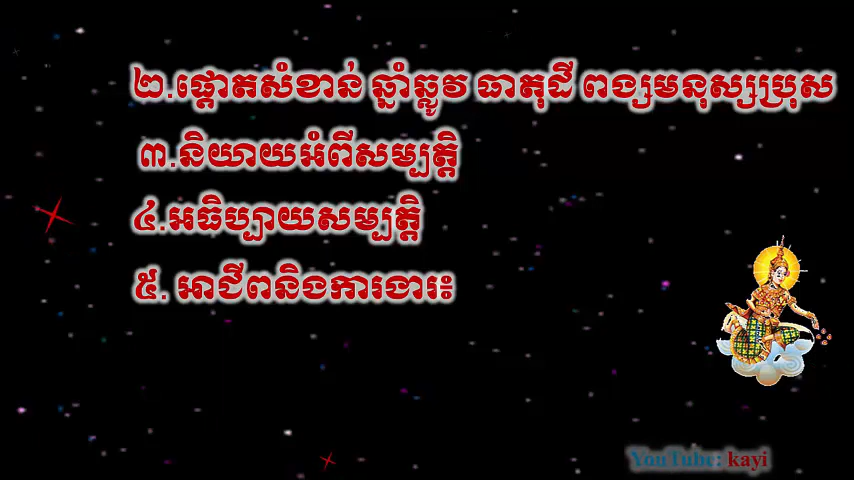 ២.ផ្តោតសំខាន់ ឆ្នាំឆ្លូវ ធាតុដី ពង្សមនុស្សប្រុស
៣.និយាយអំពីសម្បត្តិ
៤.អធិប្បាយសម្បត្តិ
៥. អាជីពនិងការងារ៖
YouTube: kayi